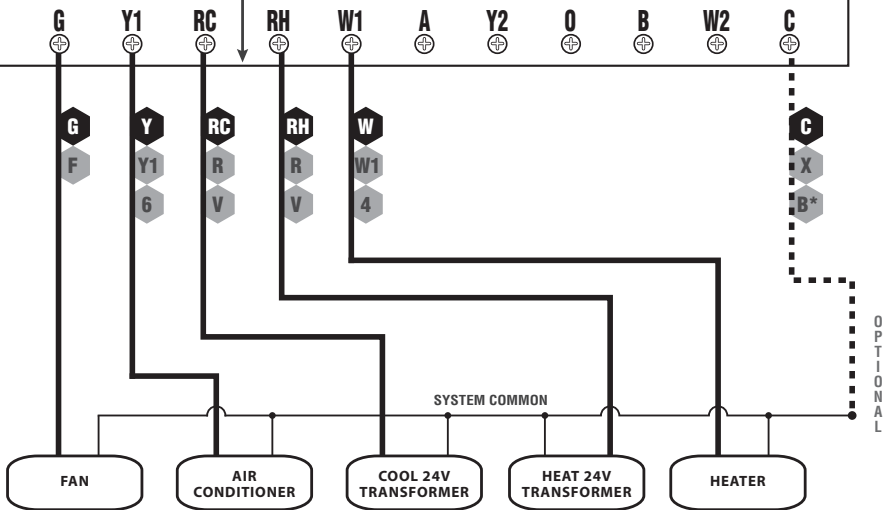 G Y1 RC RH W1 A Y2 O B W2 C
G Y RC RH W C
F Y1 R R W1 X
6 V V 4 B*
OPTIONAL
SYSTEM COMMON
FAN
AIR
CONDITIONER
COOL 24V
TRANSFORMER
HEAT 24V
TRANSFORMER
HEATER